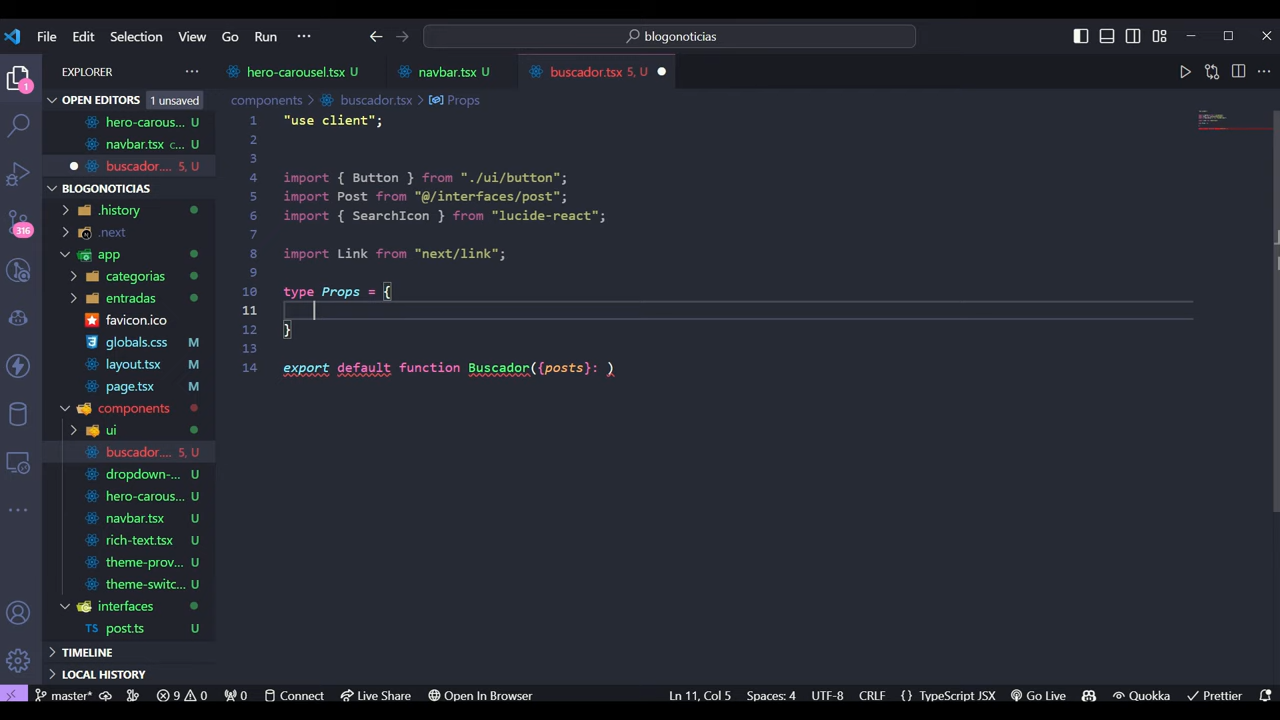 File Edit Selection View Go Run ··· blogonoticias
EXPLORER ···
hero-carousel.tsx U navbar.tsx U buscador.tsx 5, U
OPEN EDITORS 1 unsaved
components > buscador.tsx > Props
hero-carous... U
navbar.tsx c... U
buscador.... 5, U
BLOGONOTICIAS
.history
.next
app
categorias
entradas
favicon.ico
globals.css M
layout.tsx M
page.tsx M
components
ui
buscador.... 5, U
dropdown-... U
hero-carous... U
navbar.tsx U
rich-text.tsx U
theme-prov... U
theme-switc... U
interfaces
post.ts U
TIMELINE
LOCAL HISTORY
1
316
1 "use client";
2
3
4 import { Button } from "./ui/button";
5 import Post from "@/interfaces/post";
6 import { SearchIcon } from "lucide-react";
7
8 import Link from "next/link";
9
10 type Props = {
11
12 }
13
14 export default function Buscador({posts}: )
master* 9 0 0 Connect Live Share Open In Browser Ln 11, Col 5 Spaces: 4 UTF-8 CRLF {} TypeScript JSX Go Live Quokka Prettier